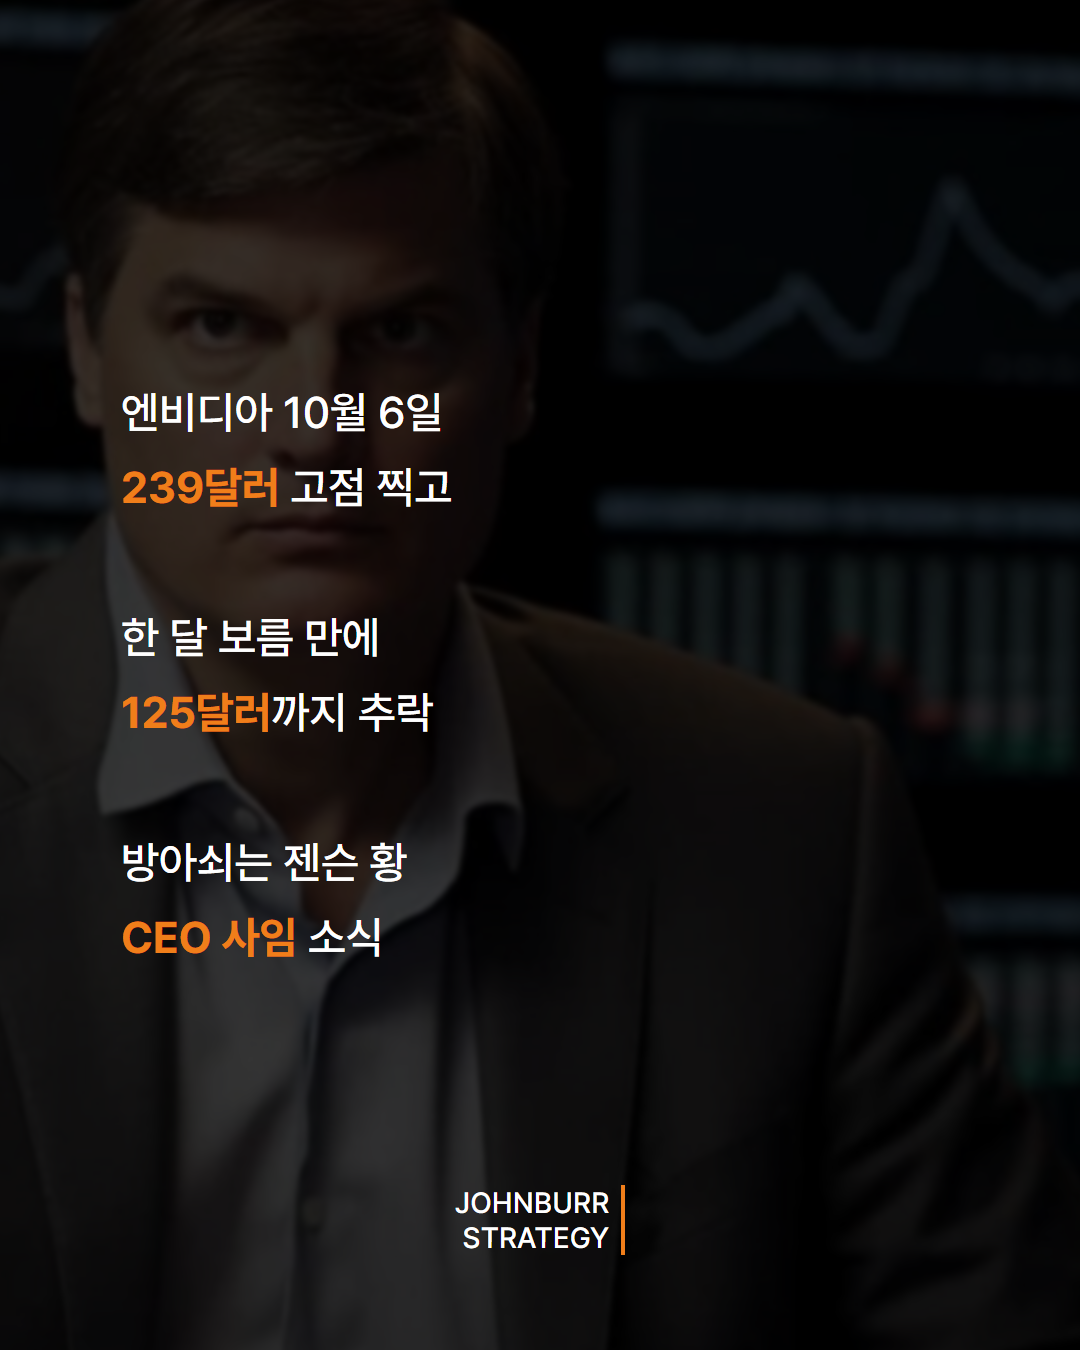 엔비디아 10월 6일
239달러 고점 찍고
한 달 보름 만에
125달러까지 추락
방아쇠는 젠슨 황
CEO 사임 소식
JOHNBURR
STRATEGY